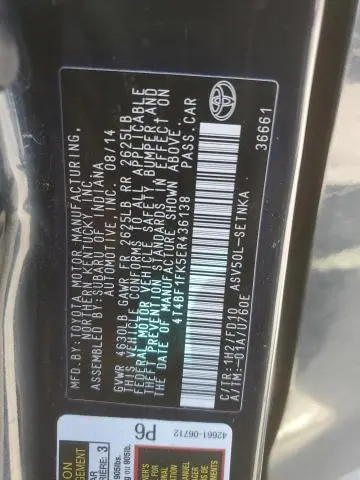 MFD.BY:TOYOTA MOTOR MANUFACTURING,
NORTHERN KENTUCKY, INC.
ASSEMBLED BY: SUBARU OF INDIANA
AUTOMOTIVE, INC. 08/14
GVWR 4630LB GAWR FR 2625LB RR 2625LB
THIS VEHICLE CONFORMS TO ALL APPLICABLE
FEDERAL MOTOR VEHICLE SAFETY BUMPER, AND
THEFT PREVENTION STANDARDS IN EFFECT ON
THE DATE OF MANUFACTURE SHOWN ABOVE.
4T4BF1FK5ER436138 PASS.CAR
36661
C/TR:1H2/FD10 ASV50L-SETNKA
A/TM:-01A/U760E
TOYOTA
P6
42661-06712
3